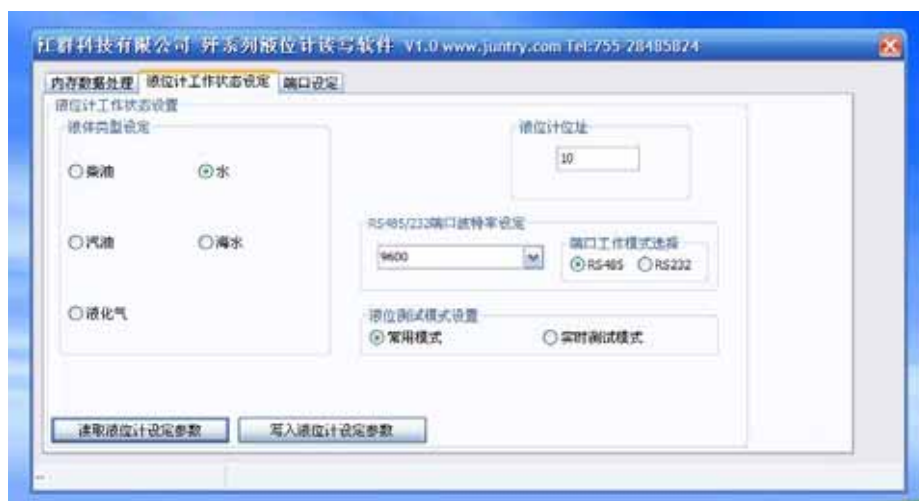 江群科技有限公司 系列液位计读写软件 V1.0 www.juntry.com Tel:755-28485824
内存数据处理 液位计工作状态设定 端口设定
液位计工作状态设置
液体类型设定
液位计位址
柴油 水
10
RS485/232端口波特率设定
汽油 海水
端口工作模式选择
9600
RS485 RS232
液化气
液位测试模式设置
常用模式 实时测试模式
读取液位计设定参数 写入液位计设定参数